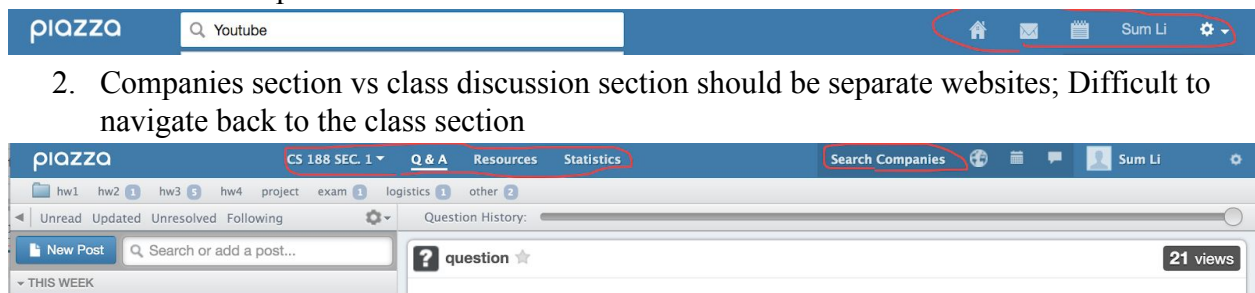 piazza Youtube Sum Li
2. Companies section vs class discussion section should be separate websites; Difficult to
navigate back to the class section
piazza CS 188 SEC. 1 Q & A Resources Statistics Search Companies Sum Li
hw1 hw2 1 hw3 5 hw4 project exam 1 logistics 1 other 2
Unread Updated Unresolved Following Question History:
New Post Search or add a post... ? question 21 views
THIS WEEK